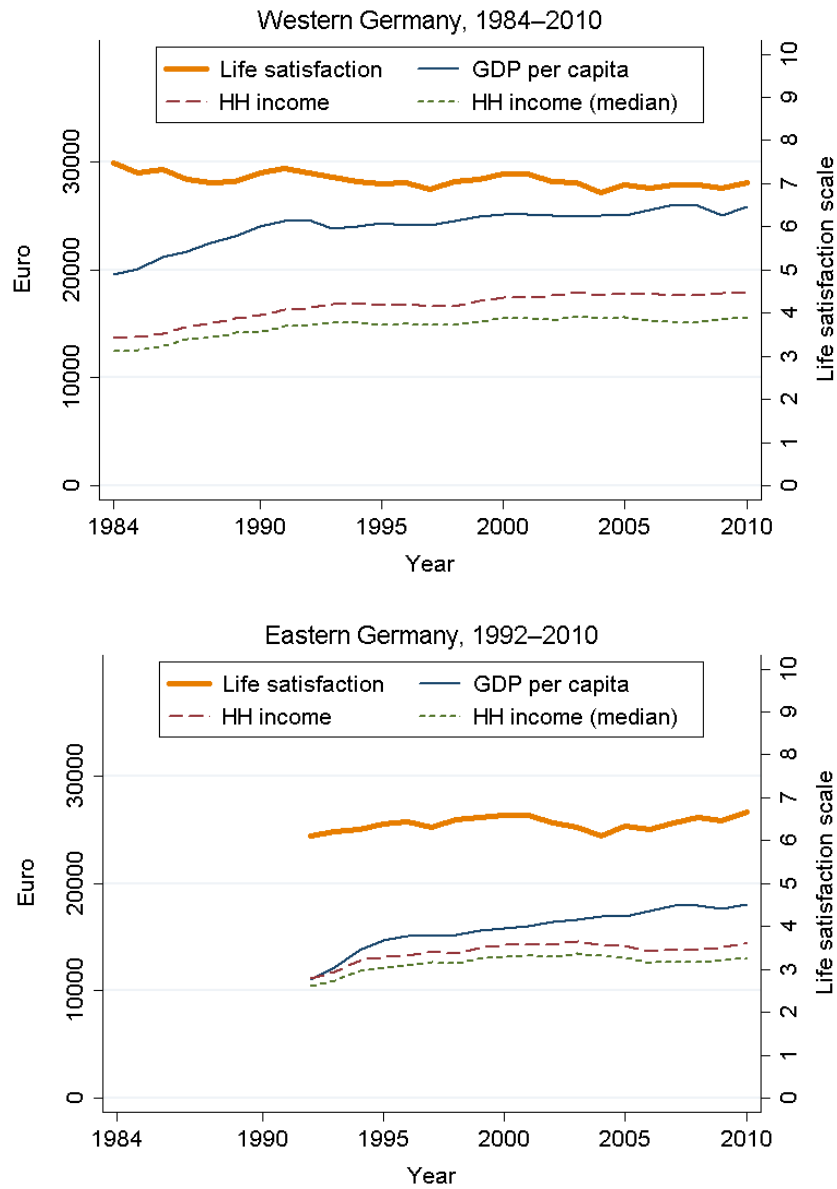 Western Germany, 1984–2010
Life satisfaction GDP per capita
HH income HH income (median)
Euro
0 10000 20000 30000
Life satisfaction scale
0 1 2 3 4 5 6 7 8 9 10
1984 1990 1995 2000 2005 2010
Year
Eastern Germany, 1992–2010
Life satisfaction GDP per capita
HH income HH income (median)
Euro
0 10000 20000 30000
Life satisfaction scale
0 1 2 3 4 5 6 7 8 9 10
1984 1990 1995 2000 2005 2010
Year